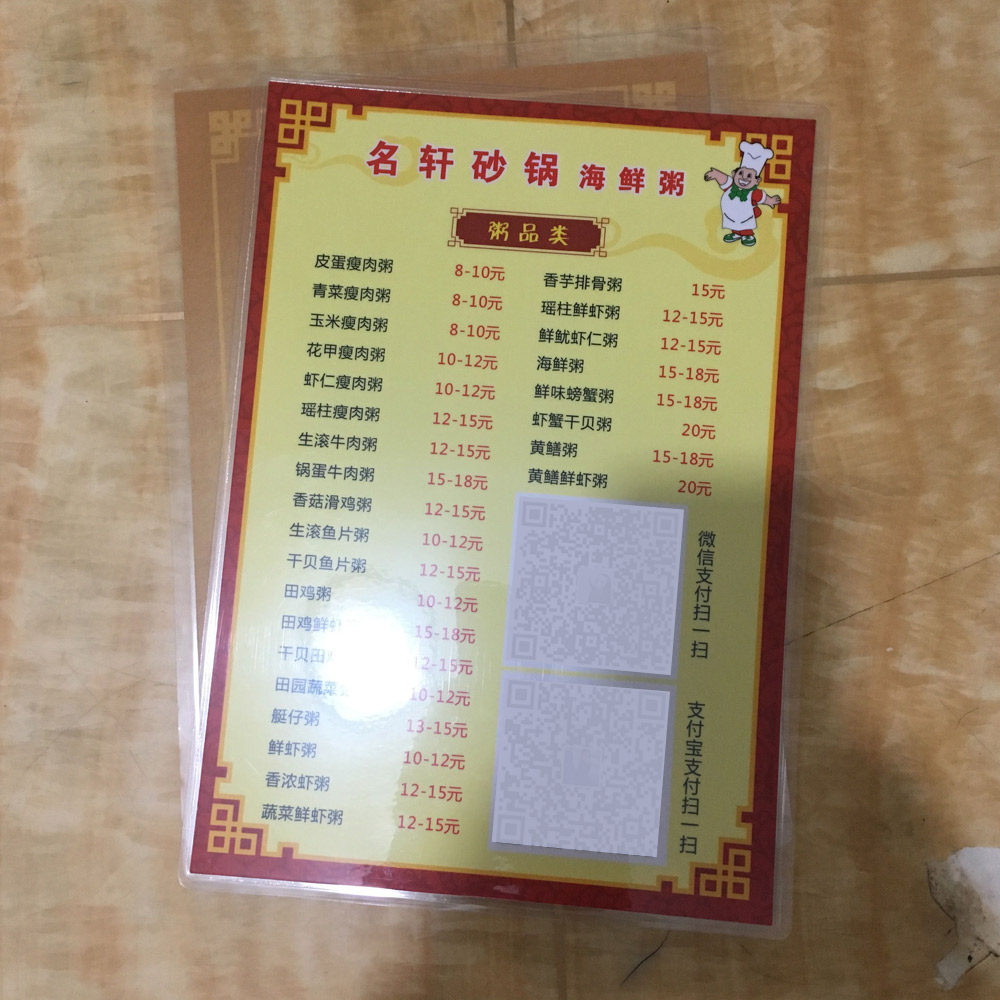 名轩砂锅 海鲜粥
粥品类
皮蛋瘦肉粥 8-10元
青菜瘦肉粥 8-10元
玉米瘦肉粥 8-10元
花甲瘦肉粥 10-12元
虾仁瘦肉粥 10-12元
瑶柱瘦肉粥 12-15元
生滚牛肉粥 12-15元
锅蛋牛肉粥 15-18元
香菇滑鸡粥 12-15元
生滚鱼片粥 10-12元
干贝鱼片粥 12-15元
田鸡粥 10-12元
田鸡鲜虾 15-18元
干贝田 12-15元
田园蔬菜 10-12元
艇仔粥 13-15元
鲜虾粥 10-12元
香浓虾粥 12-15元
蔬菜鲜虾粥 12-15元
香芋排骨粥 15元
瑶柱鲜虾粥 12-15元
鲜鱿虾仁粥 12-15元
海鲜粥 15-18元
鲜味螃蟹粥 15-18元
虾蟹干贝粥 20元
黄鳝粥 15-18元
黄鳝鲜虾粥 20元
微信支付扫一扫
支付宝支付扫一扫